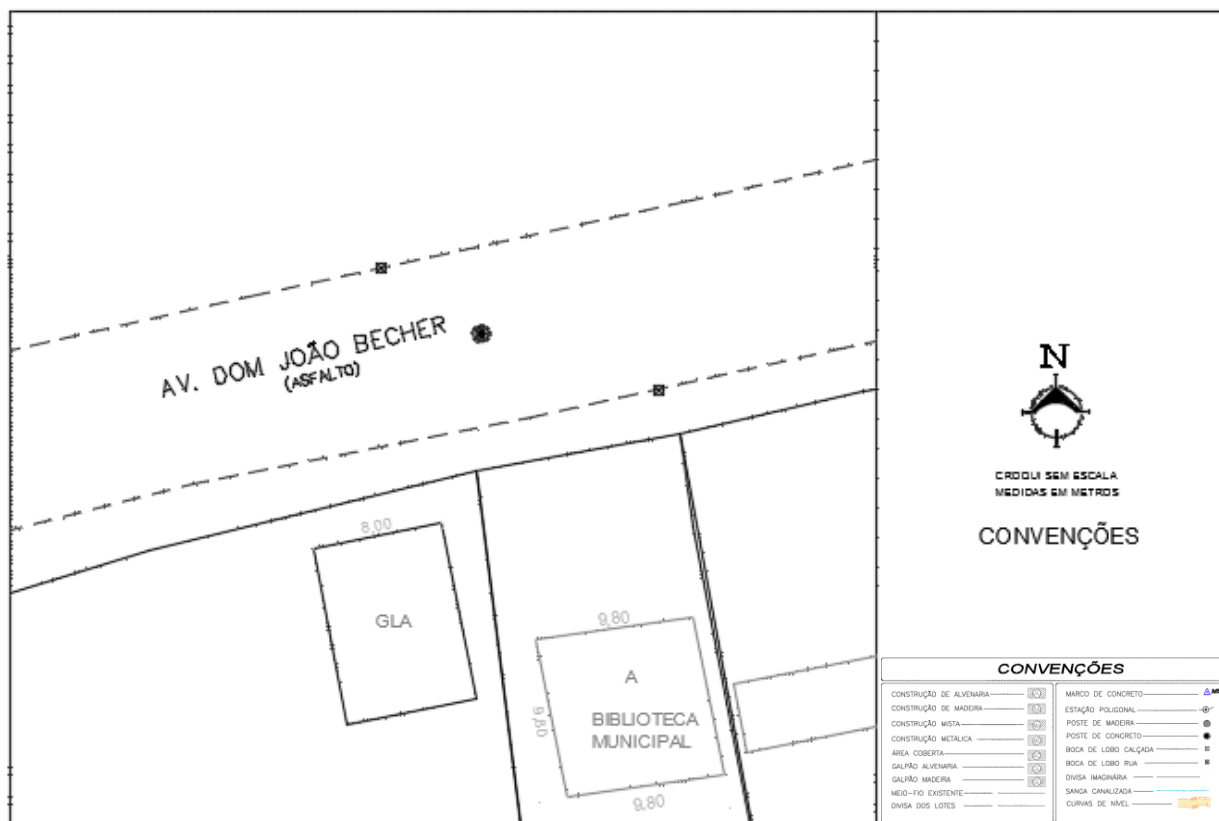 AV. DOM JOÃO BECHER
(ASFALTO)
8,00
GLA
9,80
9,80
A
BIBLIOTECA
MUNICIPAL
9,80
N
CROQUI SEM ESCALA
MEDIDAS EM METROS
CONVENÇÕES
CONVENÇÕES
CONSTRUÇÃO DE ALVENARIA
CONSTRUÇÃO DE MADEIRA
CONSTRUÇÃO MISTA
CONSTRUÇÃO METÁLICA
ÁREA COBERTA
GALPÃO ALVENARIA
GALPÃO MADEIRA
MEIO-FIO EXISTENTE
DIVISA DOS LOTES
MARCO DE CONCRETO
ESTAÇÃO POLIGONAL
POSTE DE MADEIRA
POSTE DE CONCRETO
BOCA DE LOBO CALÇADA
BOCA DE LOBO RUA
DIVISA IMAGINÁRIA
SANGA CANALIZADA
CURVAS DE NÍVEL